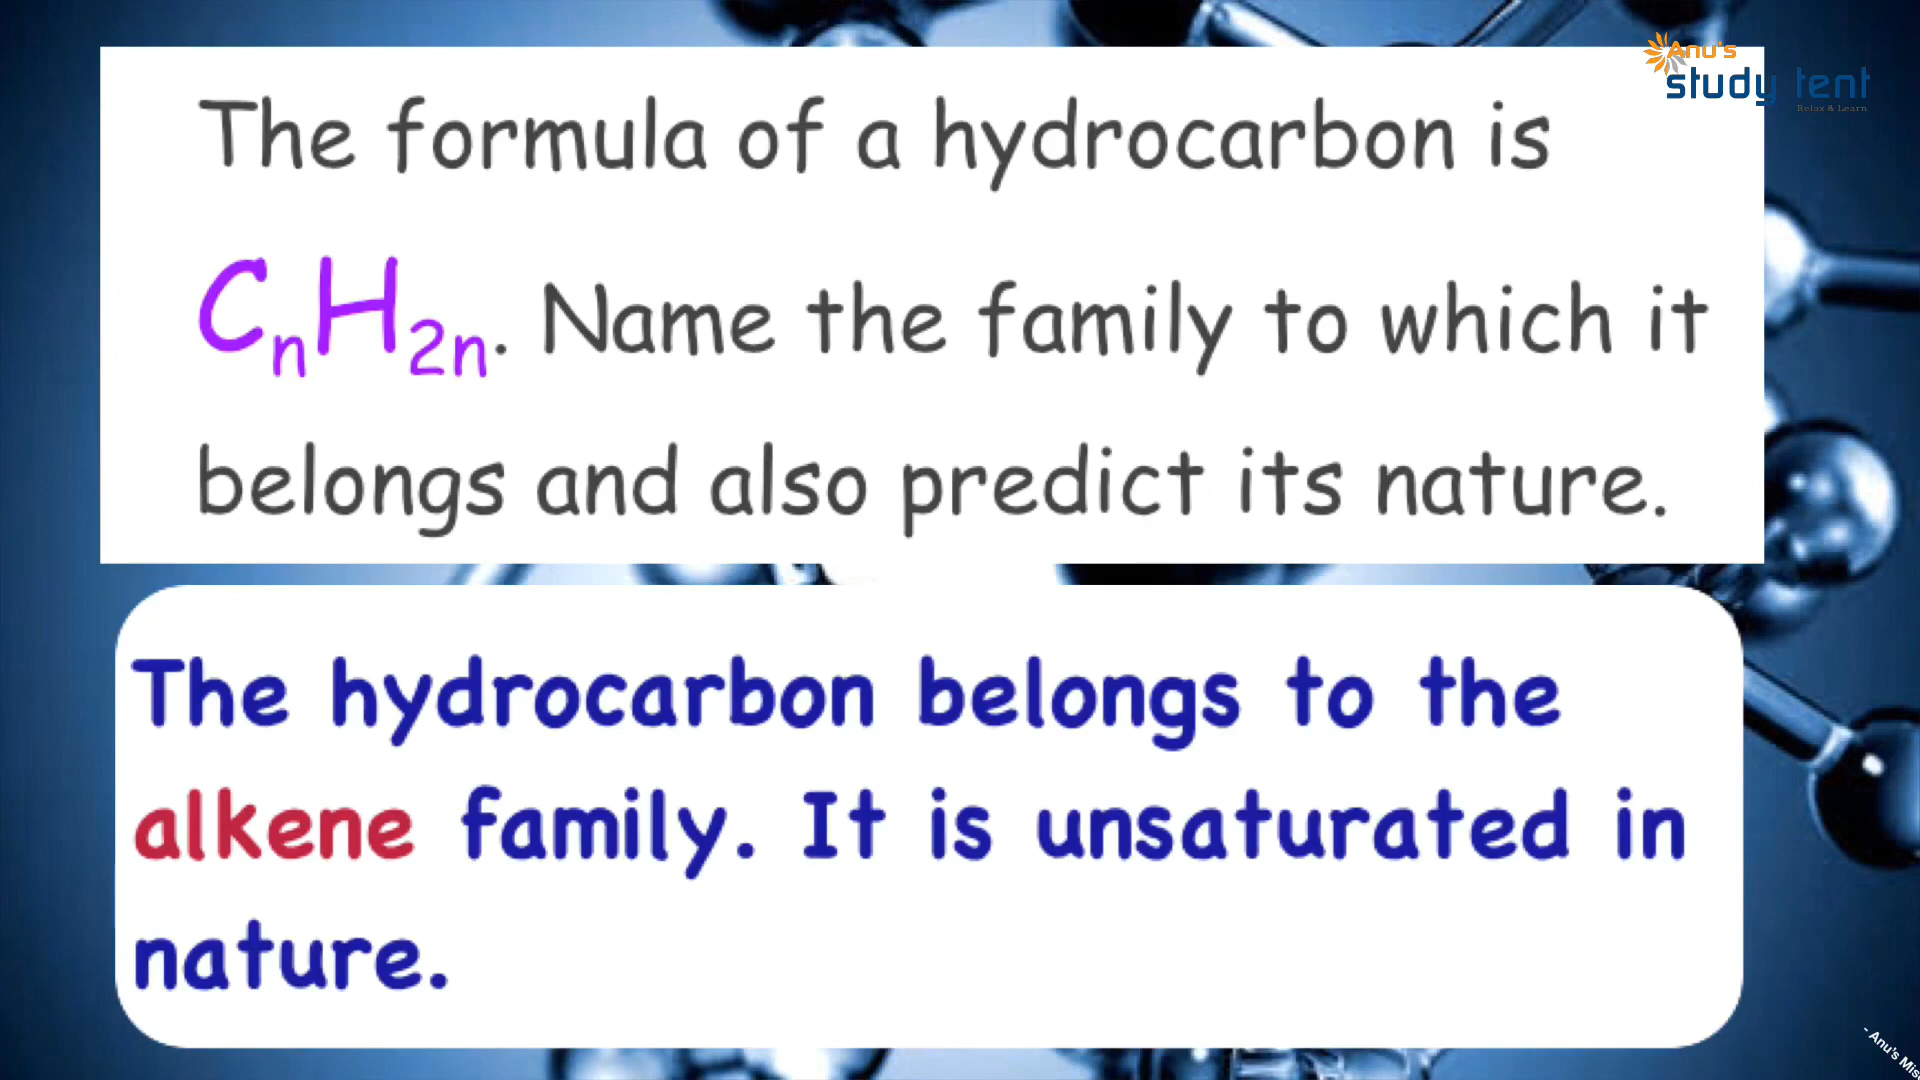 Anu's
study tent
Relax & Learn
The formula of a hydrocarbon is
CₙH₂ₙ. Name the family to which it
belongs and also predict its nature.
The hydrocarbon belongs to the
alkene family. It is unsaturated in
nature.
- Anu's